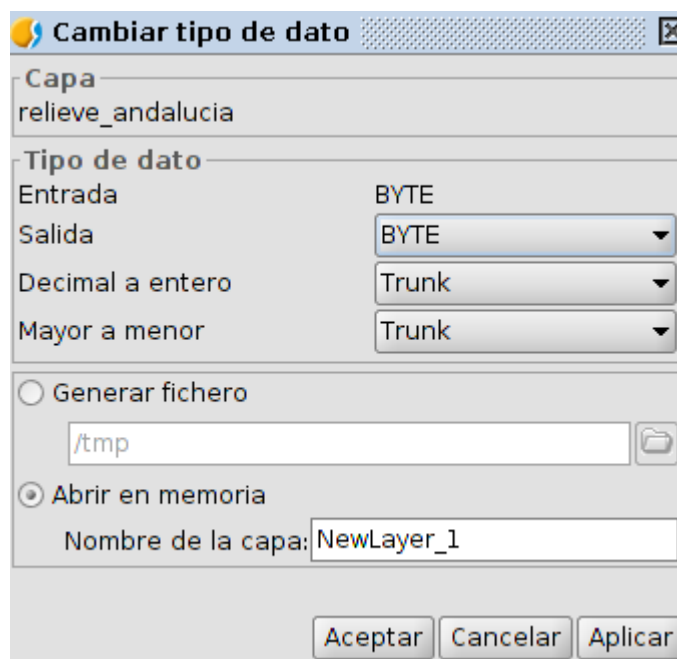 Cambiar tipo de dato
Capa
relieve_andalucia
Tipo de dato
Entrada BYTE
Salida BYTE
Decimal a entero Trunk
Mayor a menor Trunk
Generar fichero
/tmp
Abrir en memoria
Nombre de la capa: NewLayer_1
Aceptar Cancelar Aplicar